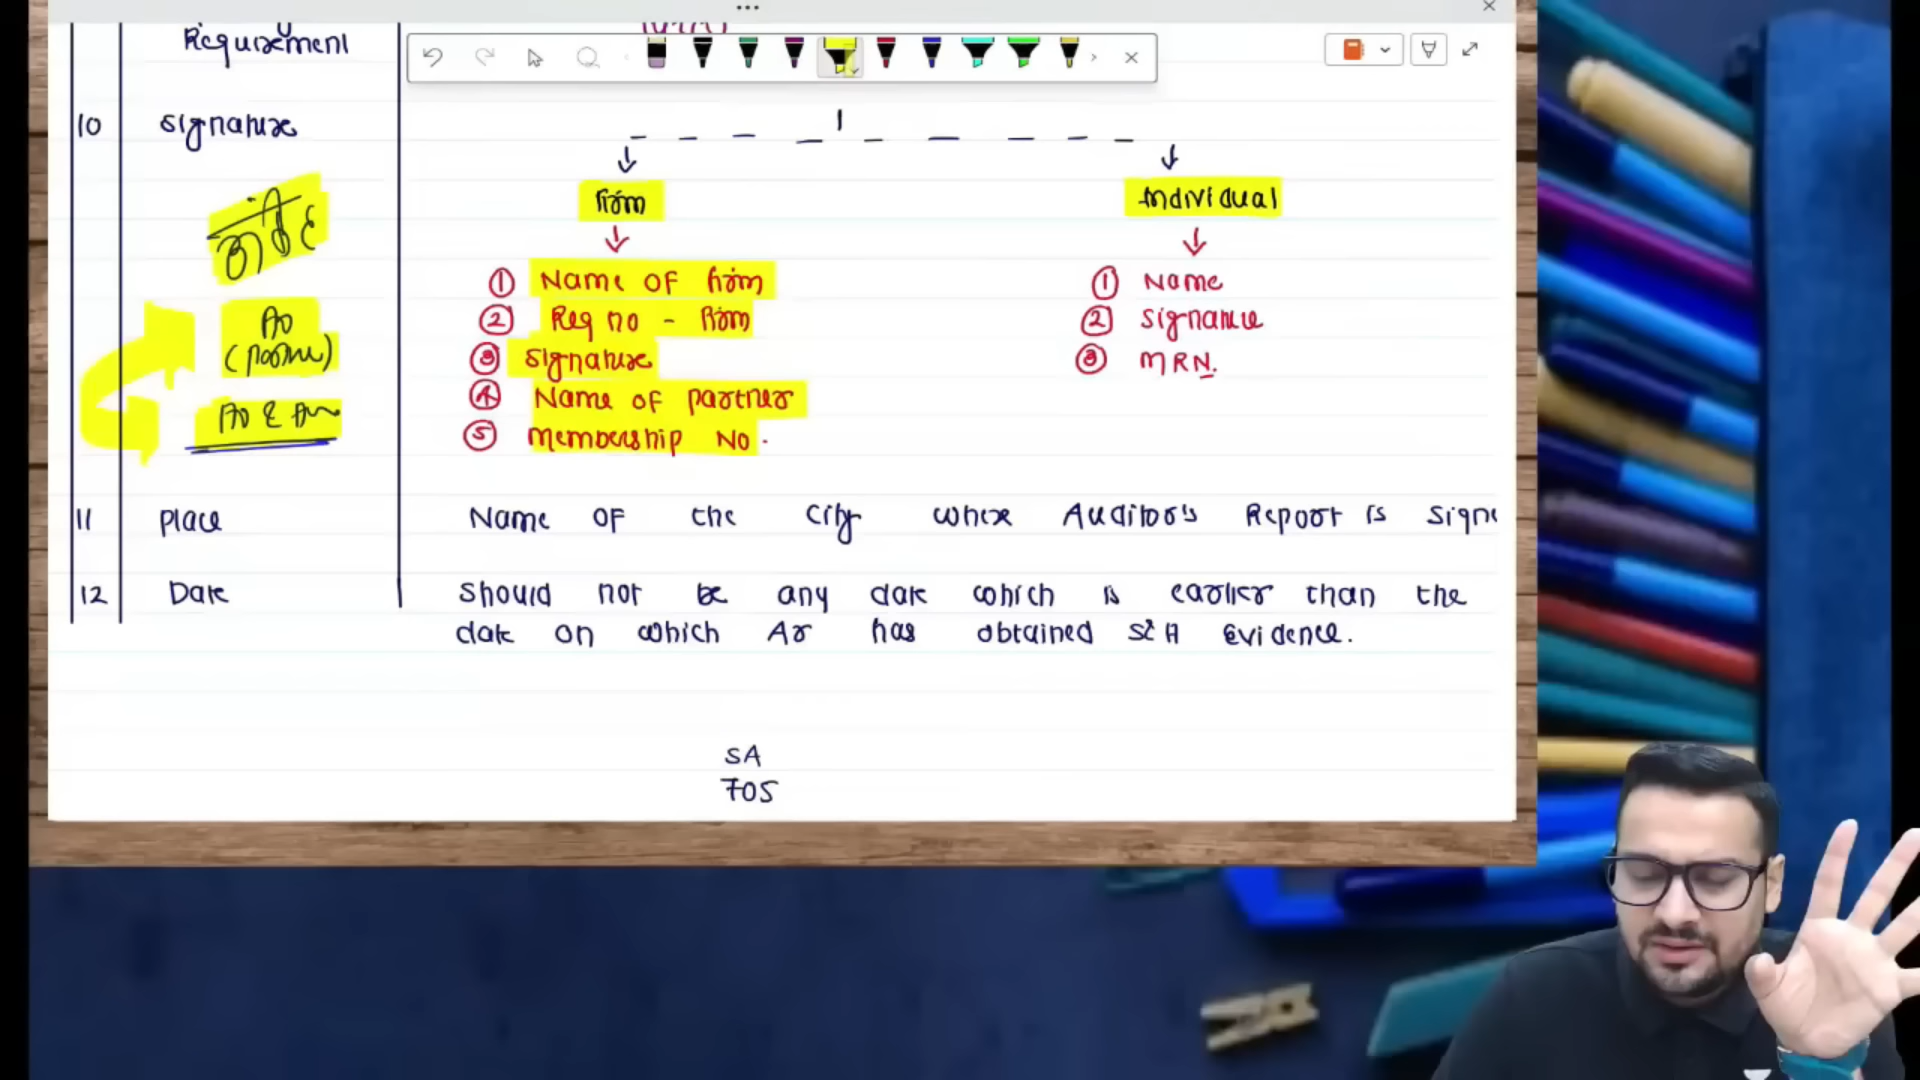 Requirement
10 Signature
Firm Individual
① Name of firm ① Name
② Reg no - firm ② Signature
③ Signature ③ MRN.
④ Name of partner
⑤ Membership No.
11 Place Name of the City where Auditor's Report is Signe
12 Date Should not be any date which is earlier than the
date on which Ar has obtained S&A Evidence.
SA
705